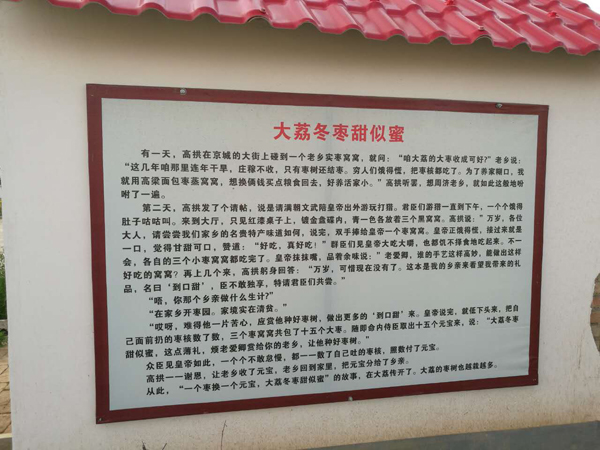 大荔冬枣甜似蜜
有一天，高拱在京城的大街上碰到一个老乡实枣窝窝，就问：“咱大荔的大枣收成可好？”老乡说：
“这几年咱那里连年干旱，庄稼不收，只有枣树还结枣。穷人们饿得慌，把枣核都吃了。为了养家糊口，我
就用高梁面包枣蒸窝窝，想换俩钱买点粮食回去，好养活家小。”高拱听罢，想周济老乡，就如此这般地吩
咐了一遍。
第二天，高拱发了个请帖，说是请满朝文武陪皇帝出外游玩打猎。君臣们游猎一直到下午，一个个饿得
肚子咕咕叫。来到大厅，只见红漆桌子上，镀金盘碟内，青一色各放若三个黑窝窝。高拱说：“万岁，各位
大人，请尝尝我们家乡的名贵特产味道如何，说完，双手捧给皇帝一个枣窝窝。皇帝正饿得慌，接过来就是
一口，觉得甘甜可口，赞道：“好吃，真好吃！”群臣们见皇帝大吃大嚼，也都饥不择食地吃起来。不一
会，各自的三个小枣窝窝都吃完了。皇帝抹抹嘴，品着余味说：”老爱卿，谁的手艺这样高妙，能做出这样
好吃的窝窝？再上几个来，高拱躬身回答：“万岁，可惜现在没有了。这本是我的乡亲来看望我带来的礼
品，名曰‘到口甜’，臣不敢独享，特请君臣们共尝。”
“唔，你那个乡亲做什么生计？”
“在家乡开枣园。家境实在清贫。”
“哎呀，难得他一片苦心，应赏他种好枣树，做出更多的‘到口甜’来。皇帝说完，就低下头来，把自
己面前扔的枣核数了数，三个枣窝窝共包了十五个大枣。随即命内侍臣取出十五个元宝来，说：“大荔冬枣
甜似蜜，这点薄礼，烦老爱卿赏给你的老乡，让他种好枣树。”
众臣见皇帝如此，一个个不敢怠慢，都一一数了自己吐的枣核，照数付了元宝。
高拱一一谢恩，让老乡收了元宝，老乡回到家里，把元宝分给了乡亲。
从此，“一个枣换一个元宝，大荔冬枣甜似蜜”的故事，在大荔传开了。大荔的枣树也越栽越多。